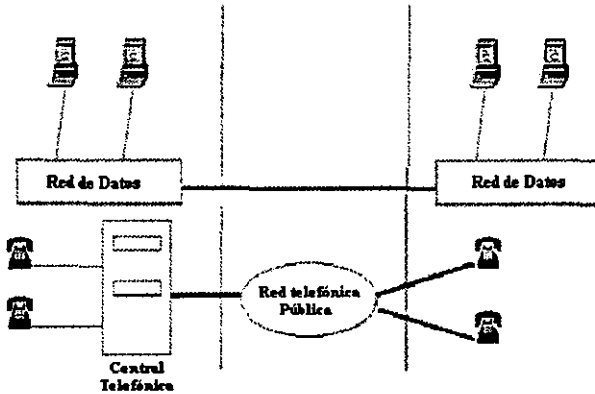 Red de Datos
Red de Datos
Red telefónica
Pública
Central
Telefónica